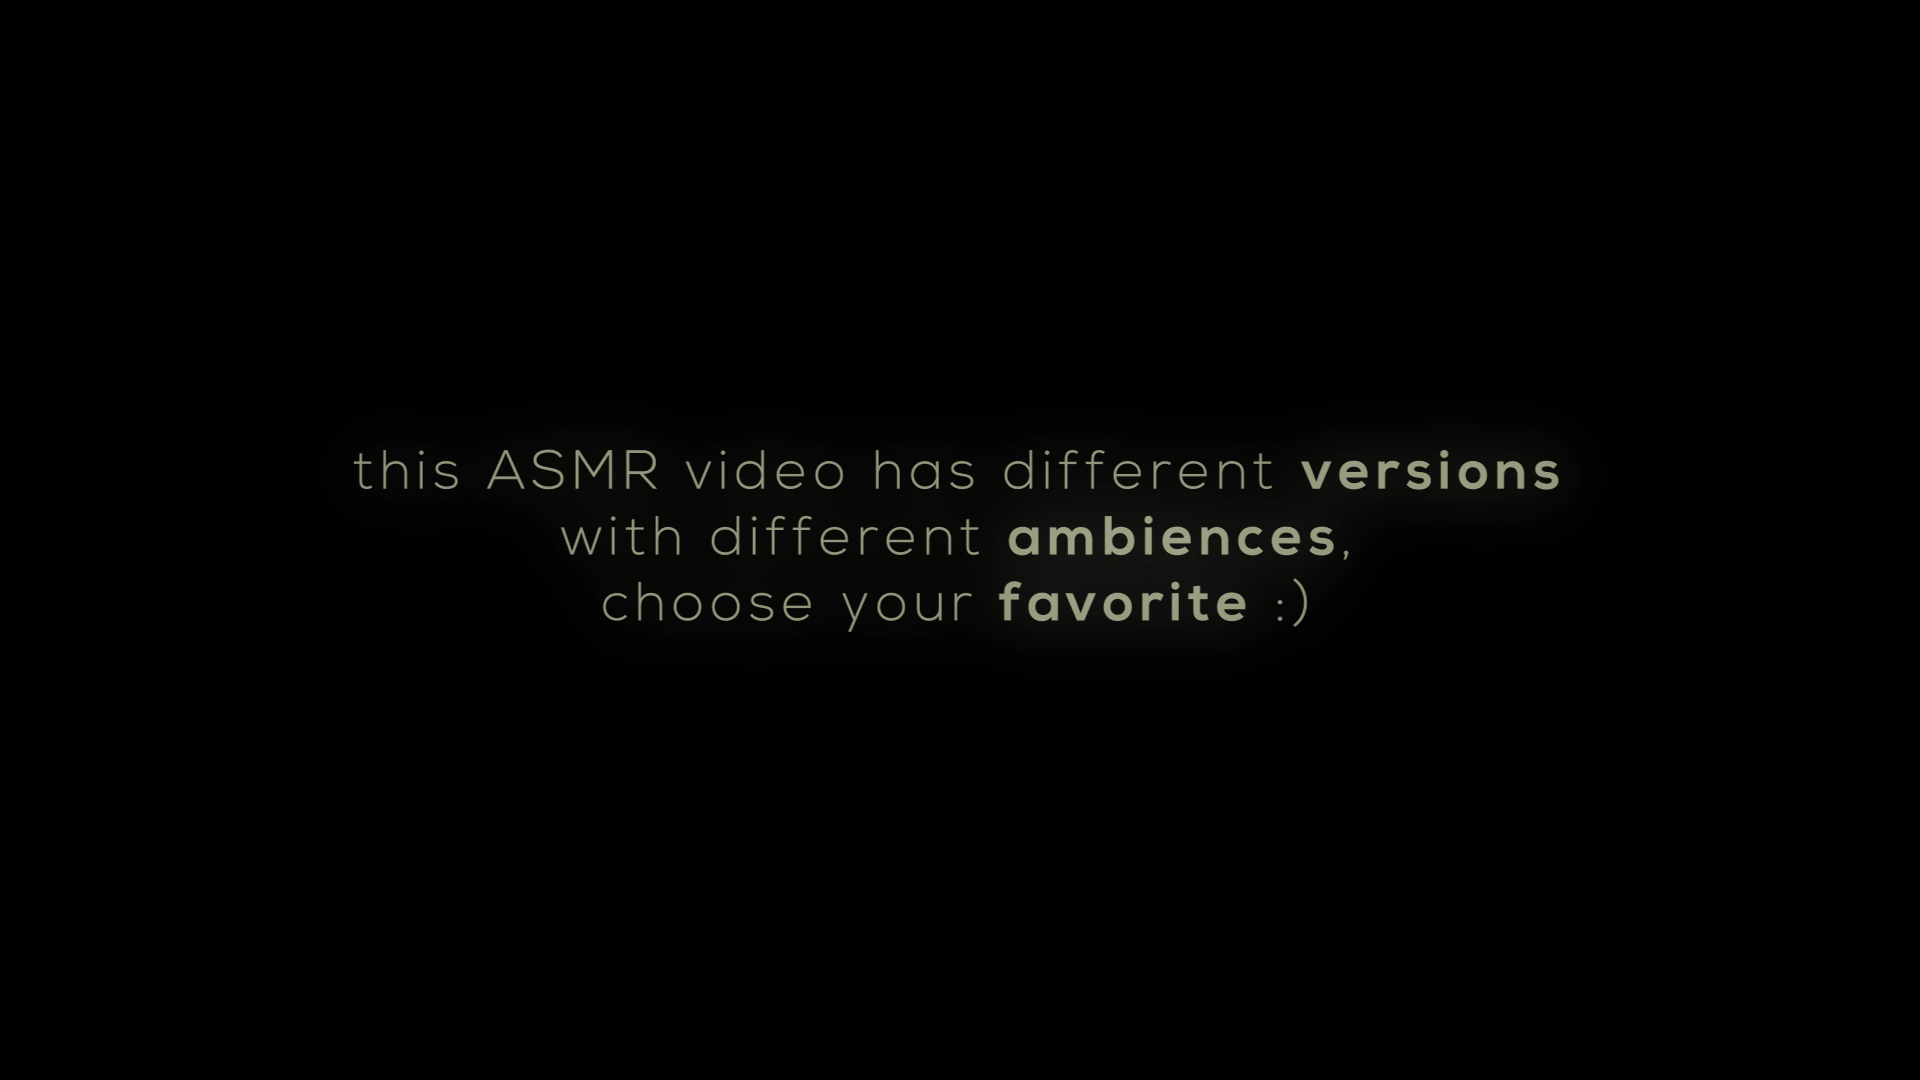 this ASMR video has different versions
with different ambiences,
choose your favorite :)